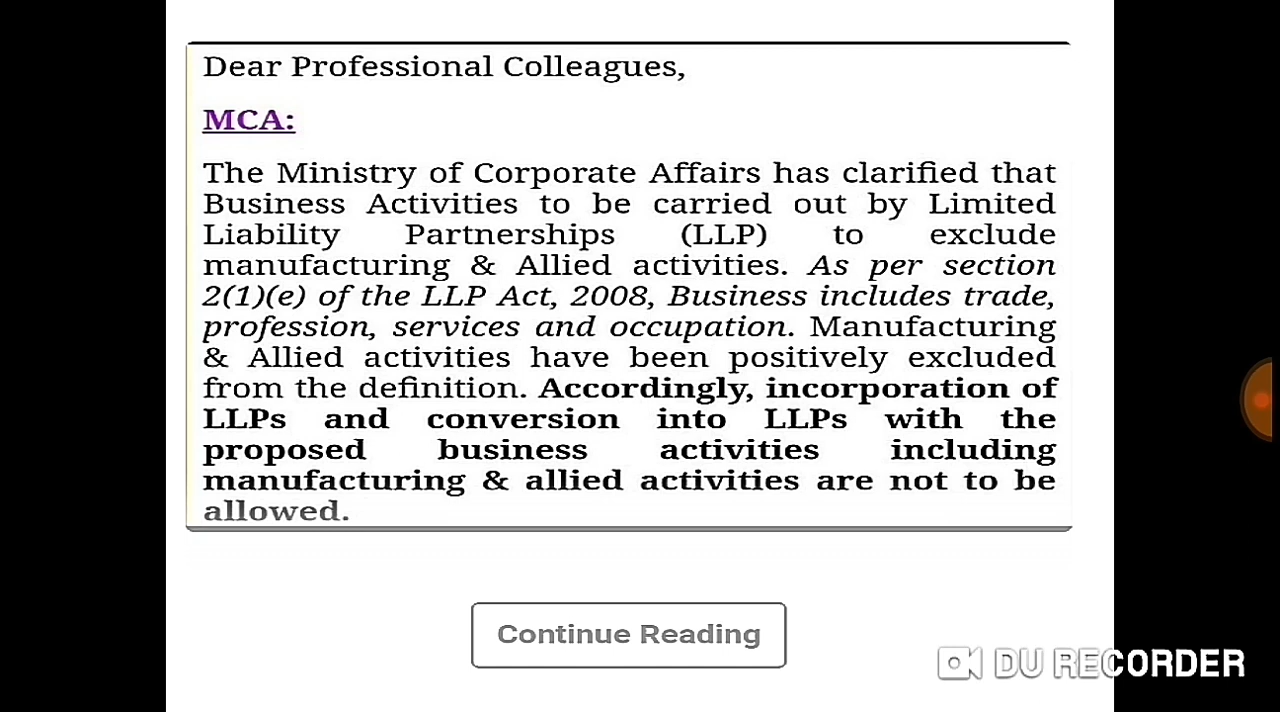 Dear Professional Colleagues,
MCA:
The Ministry of Corporate Affairs has clarified that
Business Activities to be carried out by Limited
Liability Partnerships (LLP) to exclude
manufacturing & Allied activities. As per section
2(1)(e) of the LLP Act, 2008, Business includes trade,
profession, services and occupation. Manufacturing
& Allied activities have been positively excluded
from the definition. Accordingly, incorporation of
LLPs and conversion into LLPs with the
proposed business activities including
manufacturing & allied activities are not to be
allowed.
Continue Reading
DU RECORDER